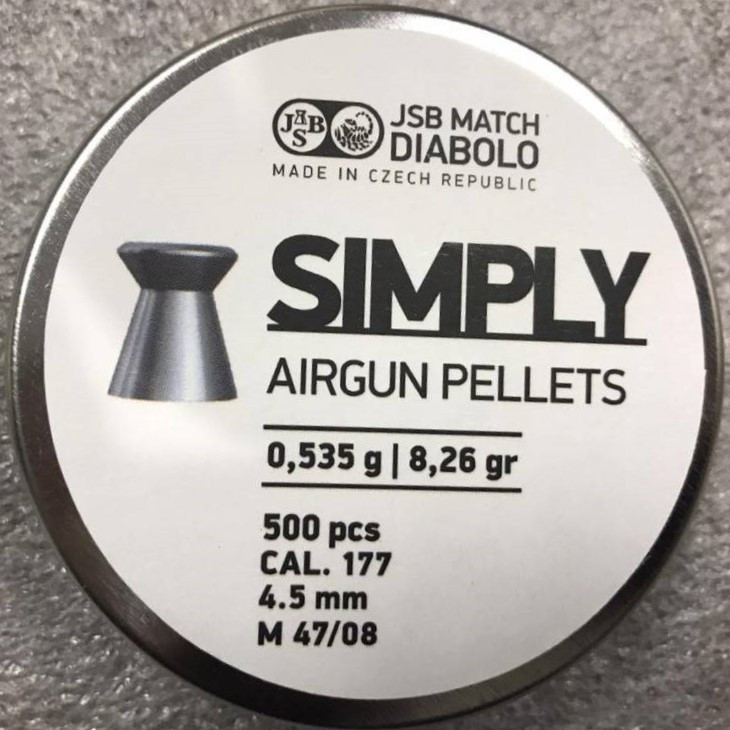 JSB
JSB MATCH
DIABOLO
MADE IN CZECH REPUBLIC
SIMPLY
AIRGUN PELLETS
0,535 g | 8,26 gr
500 pcs
CAL. 177
4.5 mm
M 47/08